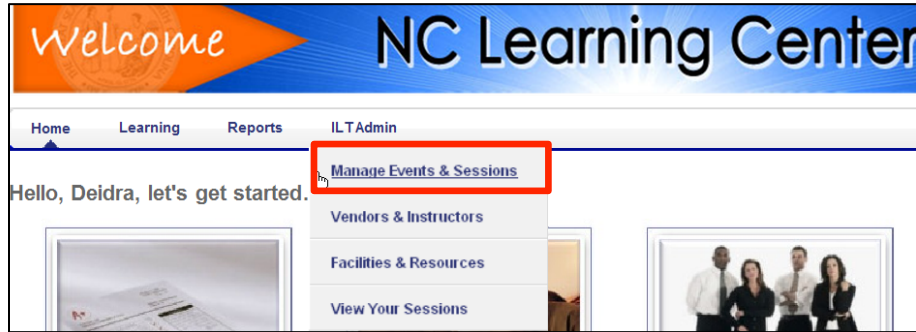 Welcome NC Learning Center
Home Learning Reports ILTAdmin
Manage Events & Sessions
Hello, Deidra, let's get started.
Vendors & Instructors
Facilities & Resources
View Your Sessions